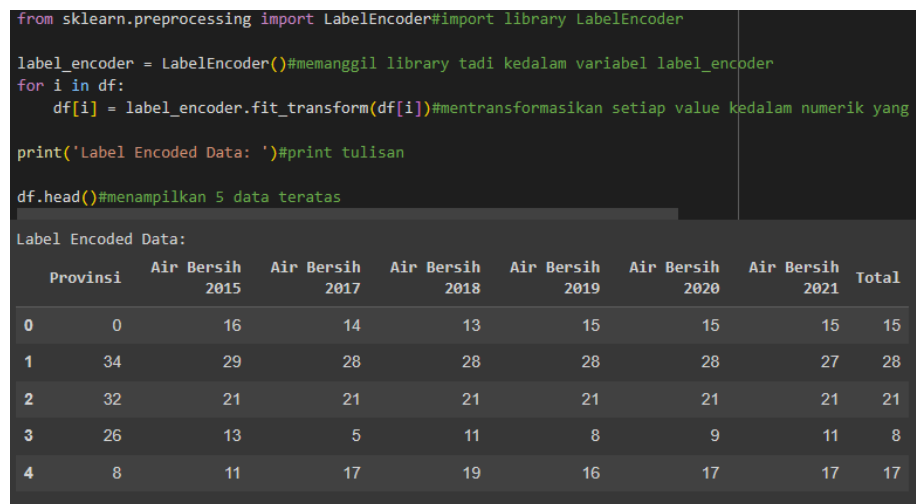 from sklearn.preprocessing import LabelEncoder#import library LabelEncoder
label_encoder = LabelEncoder()#memanggil library tadi kedalam variabel label_encoder
for i in df:
    df[i] = label_encoder.fit_transform(df[i])#mentransformasikan setiap value kedalam numerik yang
print('Label Encoded Data: ')#print tulisan
df.head()#menampilkan 5 data teratas
Label Encoded Data:
Provinsi Air Bersih 2015 Air Bersih 2017 Air Bersih 2018 Air Bersih 2019 Air Bersih 2020 Air Bersih 2021 Total
0 0 16 14 13 15 15 15 15
1 34 29 28 28 28 28 27 28
2 32 21 21 21 21 21 21 21
3 26 13 5 11 8 9 11 8
4 8 11 17 19 16 17 17 17